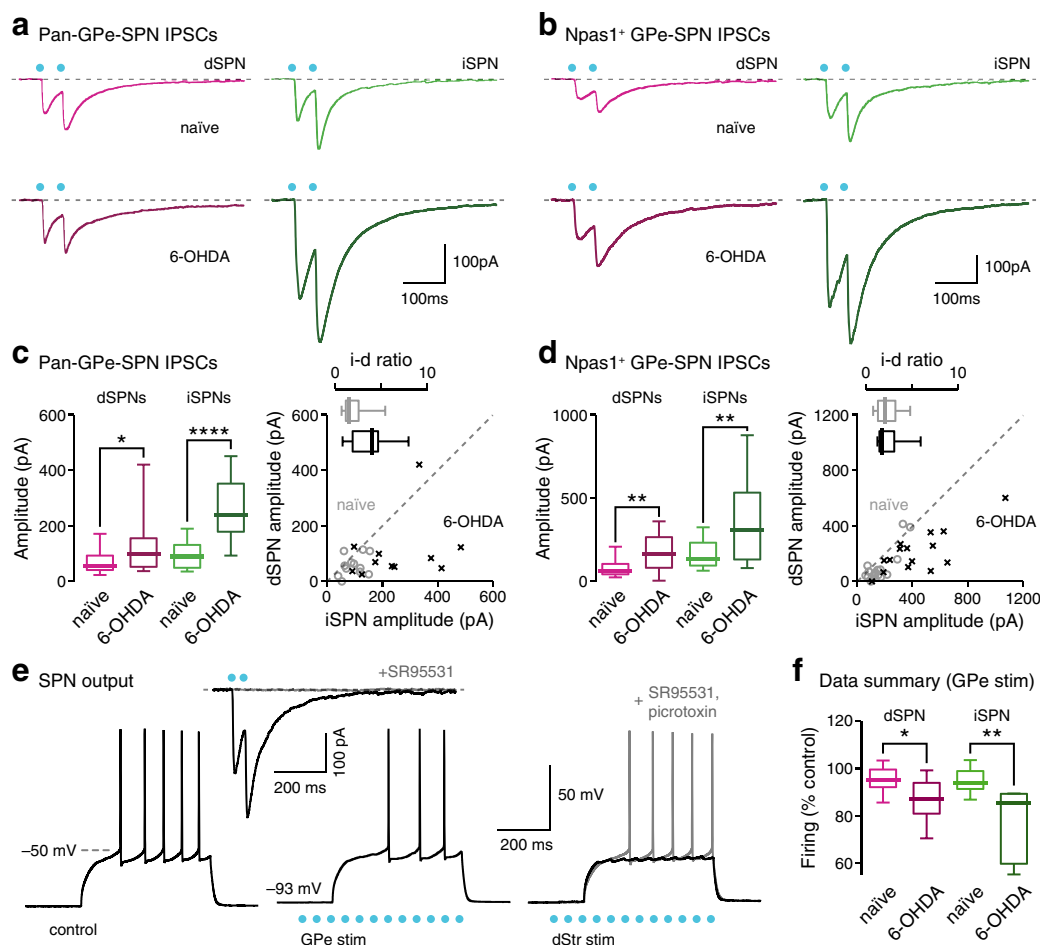 a Pan-GPe-SPN IPSCs
dSPN
iSPN
naïve
6-OHDA
100pA
100ms
b Npas1⁺ GPe-SPN IPSCs
dSPN
iSPN
naïve
6-OHDA
100pA
100ms
c Pan-GPe-SPN IPSCs
dSPNs iSPNs
* ****
Amplitude (pA)
600
400
200
0
naïve 6-OHDA naïve 6-OHDA
i-d ratio
0 10
dSPN amplitude (pA)
600
400
200
0
naïve
6-OHDA
0 200 400 600
iSPN amplitude (pA)
d Npas1⁺ GPe-SPN IPSCs
dSPNs iSPNs
** **
Amplitude (pA)
1000
500
0
naïve 6-OHDA naïve 6-OHDA
i-d ratio
0 10
dSPN amplitude (pA)
1200
800
400
0
naïve
6-OHDA
0 400 800 1200
iSPN amplitude (pA)
e SPN output
+SR95531
100 pA
200 ms
+ SR95531,
picrotoxin
50 mV
200 ms
–50 mV
–93 mV
control
GPe stim
dStr stim
f Data summary (GPe stim)
dSPN iSPN
* **
Firing (% control)
120
100
80
60
naïve 6-OHDA naïve 6-OHDA